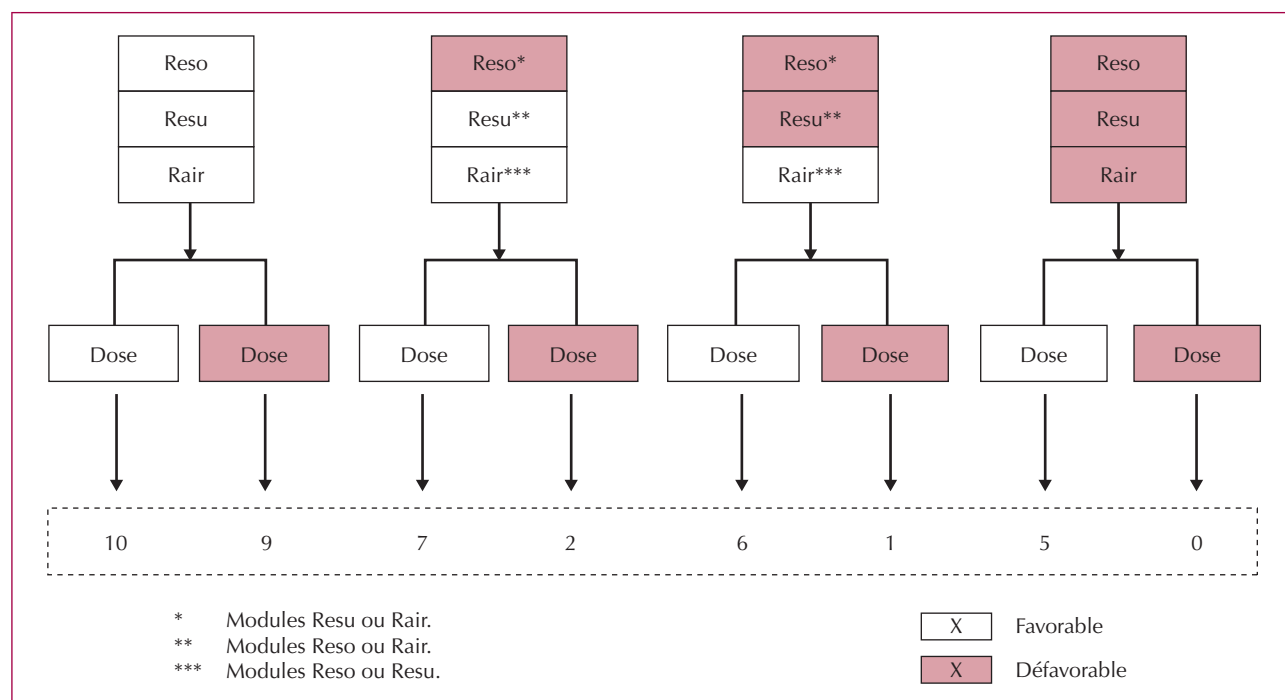 Reso Reso* Reso* Reso
Resu Resu** Resu** Resu
Rair Rair*** Rair*** Rair
Dose Dose Dose Dose Dose Dose Dose Dose
10 9 7 2 6 1 5 0
* Modules Resu ou Rair.
** Modules Reso ou Rair.
*** Modules Reso ou Resu.
X Favorable
X Défavorable